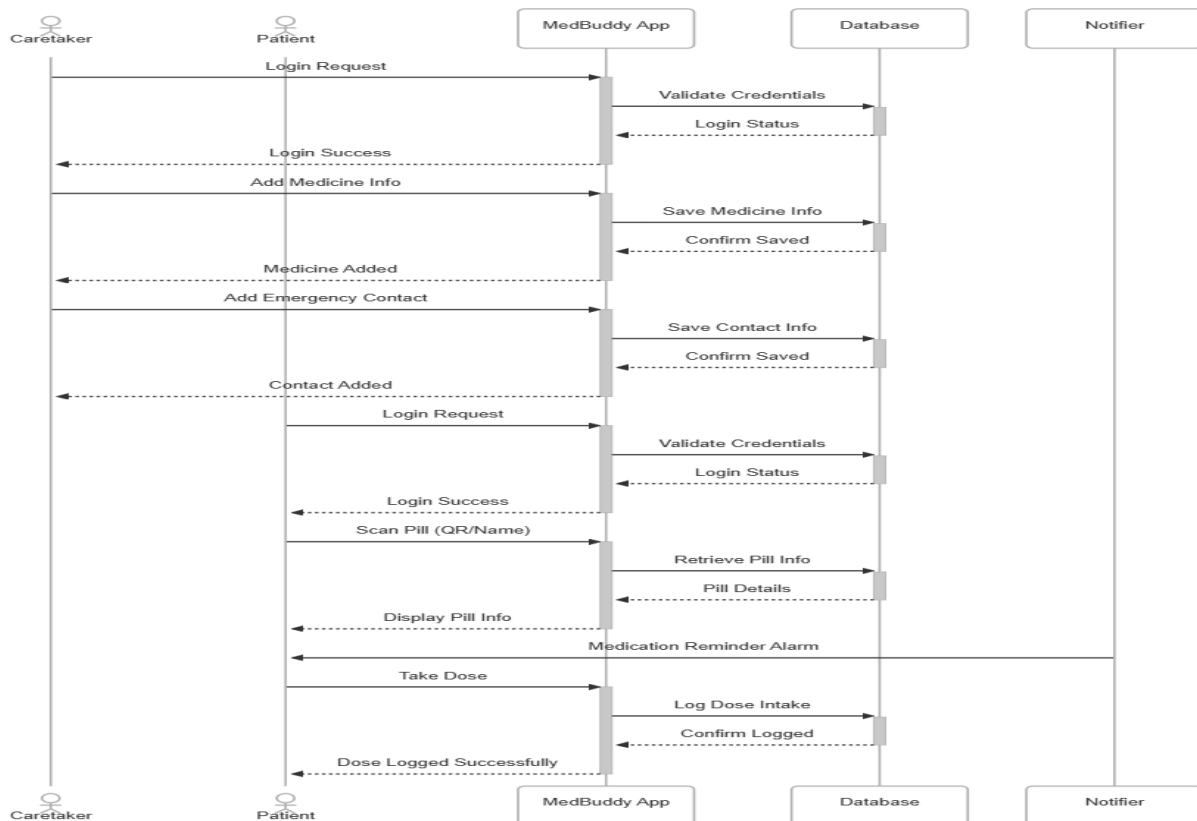 Caretaker
Patient
MedBuddy App
Database
Notifier
Login Request
Validate Credentials
Login Status
Login Success
Add Medicine Info
Save Medicine Info
Confirm Saved
Medicine Added
Add Emergency Contact
Save Contact Info
Confirm Saved
Contact Added
Login Request
Validate Credentials
Login Status
Login Success
Scan Pill (QR/Name)
Retrieve Pill Info
Pill Details
Display Pill Info
Medication Reminder Alarm
Take Dose
Log Dose Intake
Confirm Logged
Dose Logged Successfully
Caretaker
Patient
MedBuddy App
Database
Notifier